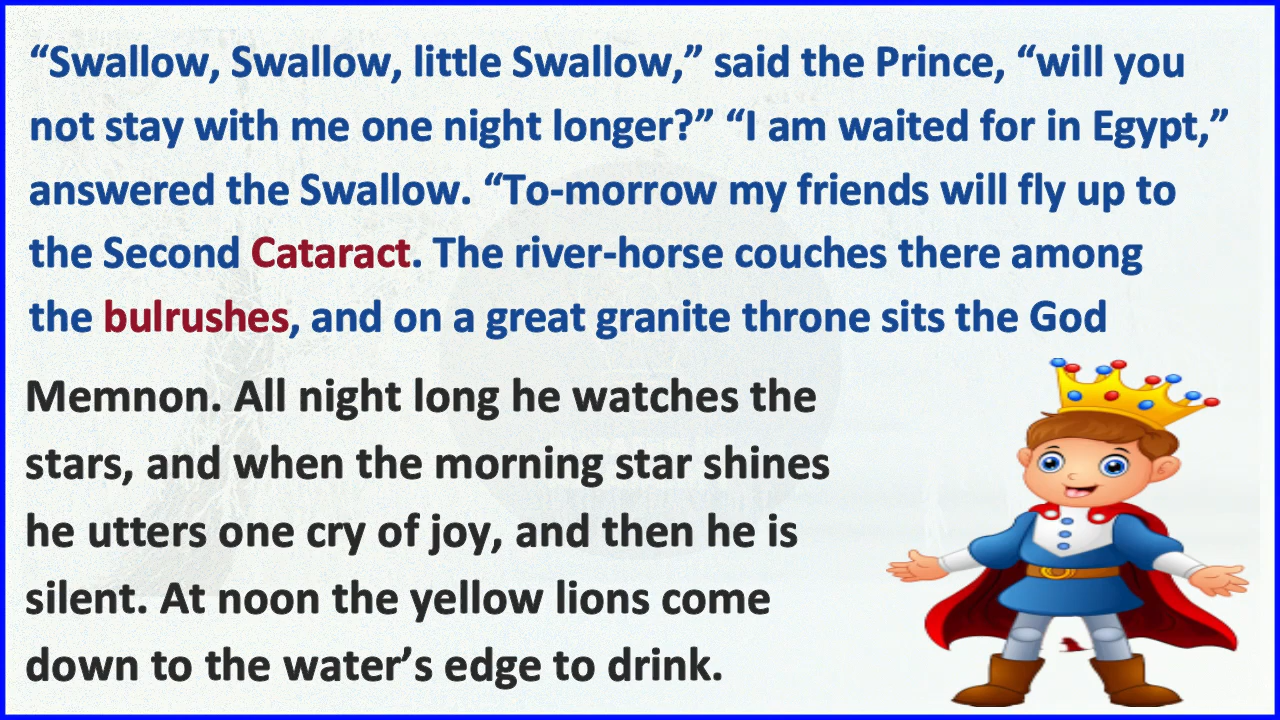 “Swallow, Swallow, little Swallow,” said the Prince, “will you
not stay with me one night longer?” “I am waited for in Egypt,”
answered the Swallow. “To-morrow my friends will fly up to
the Second Cataract. The river-horse couches there among
the bulrushes, and on a great granite throne sits the God
Memnon. All night long he watches the
stars, and when the morning star shines
he utters one cry of joy, and then he is
silent. At noon the yellow lions come
down to the water’s edge to drink.